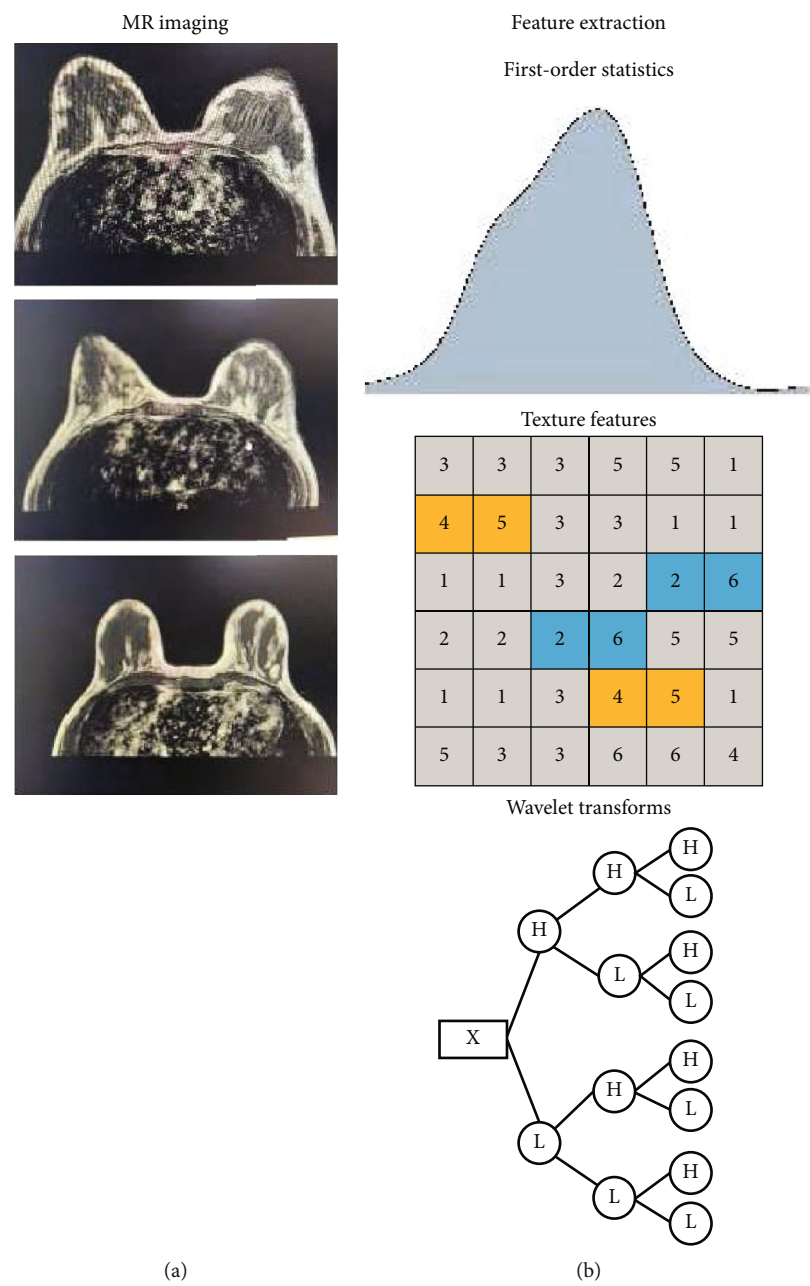 MR imaging
Feature extraction
First-order statistics
Texture features
3 3 3 5 5 1
4 5 3 3 1 1
1 1 3 2 2 6
2 2 2 6 5 5
1 1 3 4 5 1
5 3 3 6 6 4
Wavelet transforms
H
H
L
H
H
L
L
X
H
H
L
L
H
L
L
(a)
(b)